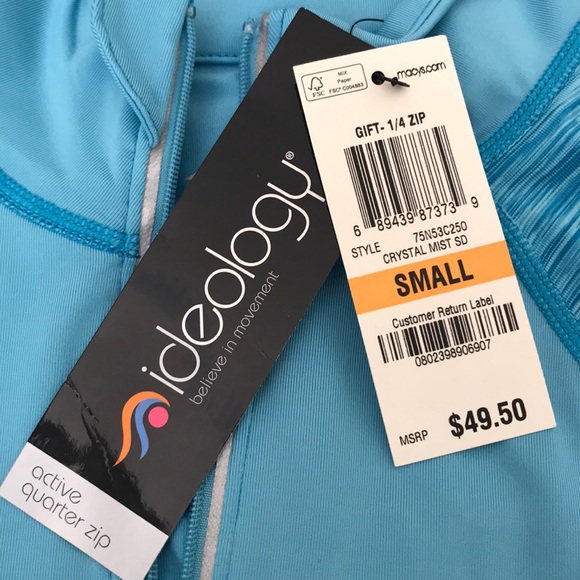 ideology®
believe in movement
active
quarter zip
FSC
MIX
Paper
FSC® C004883
macys.com
GIFT- 1/4 ZIP
6 89439 87373 9
STYLE 75N53C250
CRYSTAL MIST SD
SMALL
Customer Return Label
0802398906907
MSRP $49.50